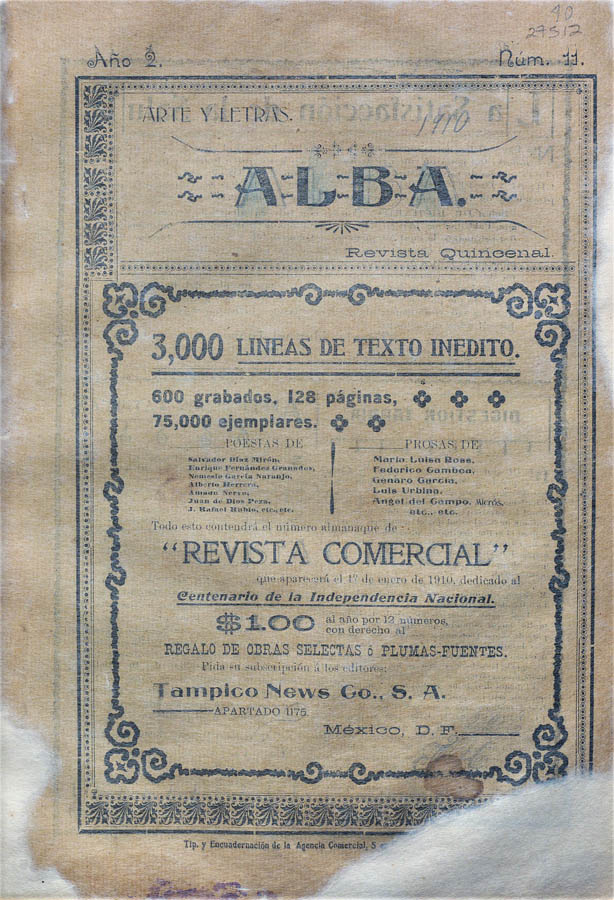 40
27512
Año 2.
Núm. 11.
ARTE Y LETRAS.
1910
ALBA.
Revista Quincenal.
3,000 LINEAS DE TEXTO INEDITO.
600 grabados, 128 páginas,
75,000 ejemplares.
POESIAS DE
Salvador Díaz Mirón,
Enrique Fernández Granados,
Nemesio García Naranjo,
Alberto Herrera,
Amado Nervo,
Juan de Dios Peza,
J. Rafael Rubio, etc., etc.
PROSAS DE
María Luisa Ross,
Federico Gamboa,
Genaro García,
Luis Urbina,
Angel del Campo, Micrós,
etc., etc.
Todo esto contendrá el número almanaque de
"REVISTA COMERCIAL"
que aparecerá el 1º de enero de 1910, dedicado al
Centenario de la Independencia Nacional.
$1.00 al año por 12 números,
con derecho al
REGALO DE OBRAS SELECTAS ó PLUMAS-FUENTES.
Pida su subscripción á los editores:
Tampico News Co., S. A.
APARTADO 1175.
México, D. F.
Tip. y Encuadernación de la Agencia Comercial, S